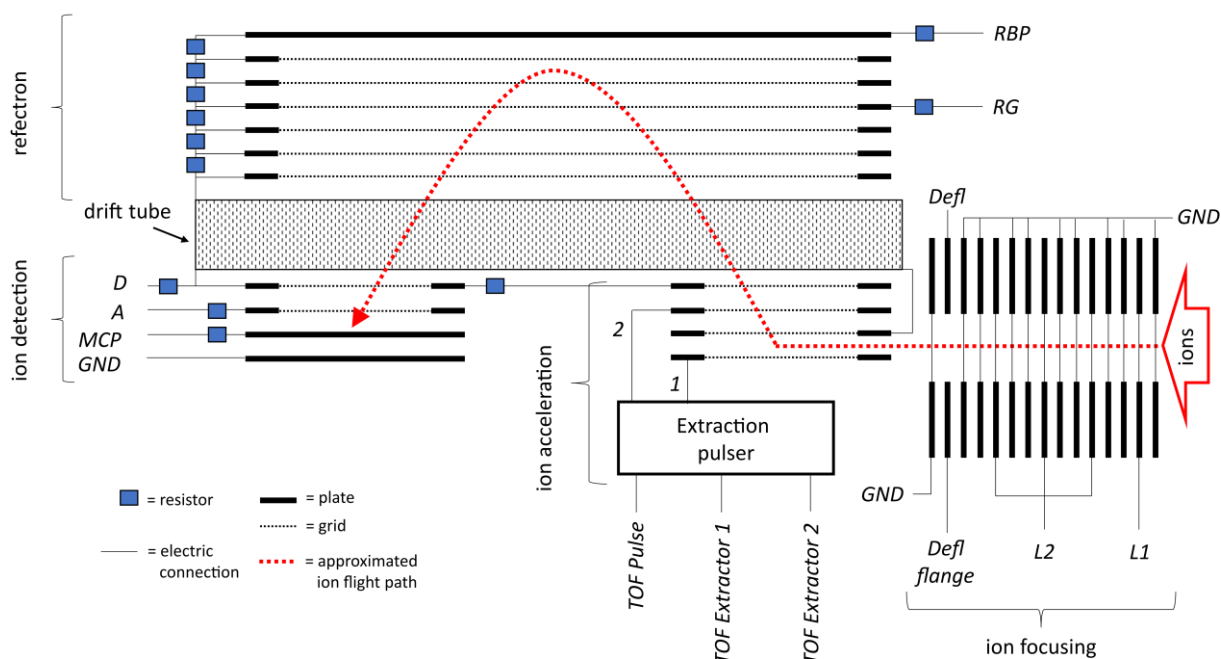 RBP
RG
refectron
drift tube
Defl
GND
ion detection
D
A
MCP
GND
2
1
ions
ion acceleration
Extraction
pulser
GND
= resistor
= plate
= grid
= electric
connection
= approximated
ion flight path
TOF Pulse
TOF Extractor 1
TOF Extractor 2
Defl
flange
L2
L1
ion focusing